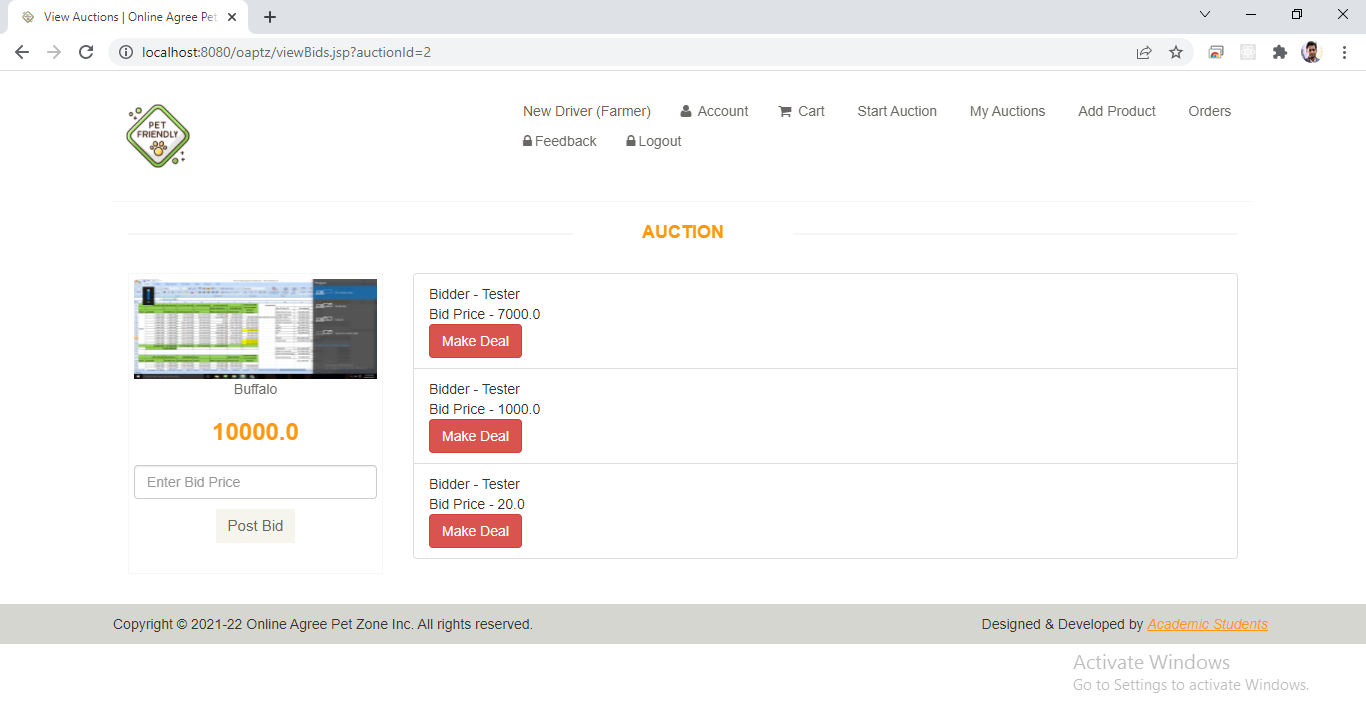 View Auctions | Online Agree Pet
localhost:8080/oaptz/viewBids.jsp?auctionId=2
PET
FRIENDLY
New Driver (Farmer) Account Cart Start Auction My Auctions Add Product Orders
Feedback Logout
AUCTION
Buffalo
10000.0
Enter Bid Price
Post Bid
Bidder - Tester
Bid Price - 7000.0
Make Deal
Bidder - Tester
Bid Price - 1000.0
Make Deal
Bidder - Tester
Bid Price - 20.0
Make Deal
Copyright © 2021-22 Online Agree Pet Zone Inc. All rights reserved. Designed & Developed by Academic Students
Activate Windows
Go to Settings to activate Windows.